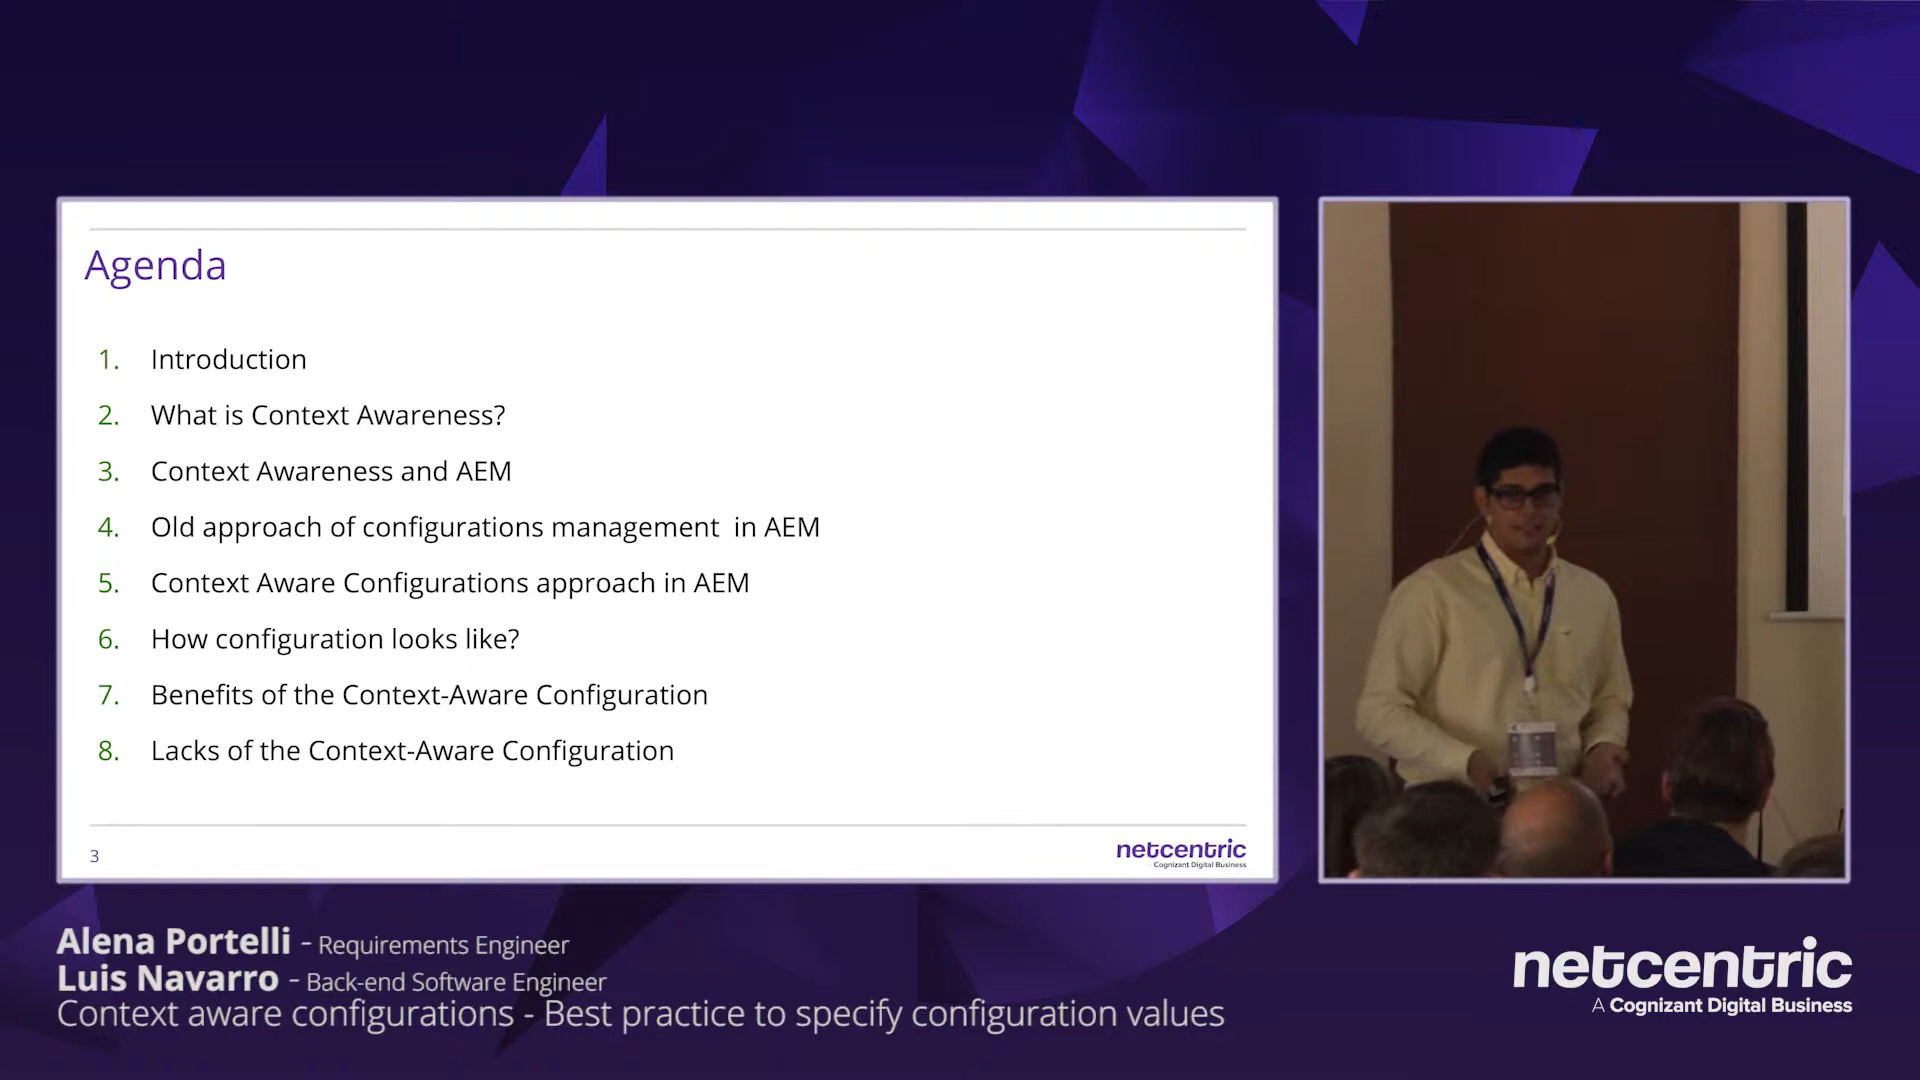 Agenda
1. Introduction
2. What is Context Awareness?
3. Context Awareness and AEM
4. Old approach of configurations management  in AEM
5. Context Aware Configurations approach in AEM
6. How configuration looks like?
7. Benefits of the Context-Aware Configuration
8. Lacks of the Context-Aware Configuration
3
netcentric
Cognizant Digital Business
Alena Portelli - Requirements Engineer
Luis Navarro - Back-end Software Engineer
Context aware configurations - Best practice to specify configuration values
netcentric
A Cognizant Digital Business